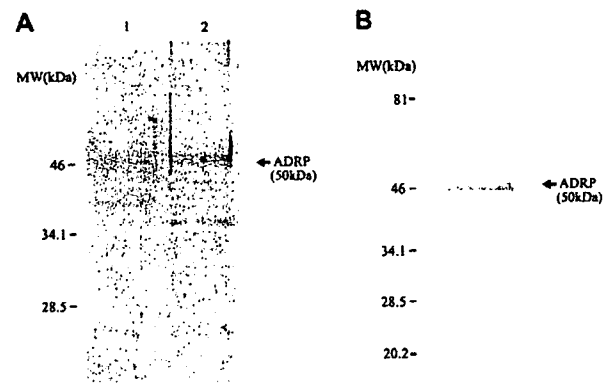 A
1 2
MW(kDa)
46-
34.1-
28.5-
ADRP
(50kDa)
B
MW(kDa)
81-
46-
34.1-
28.5-
20.2-
ADRP
(50kDa)